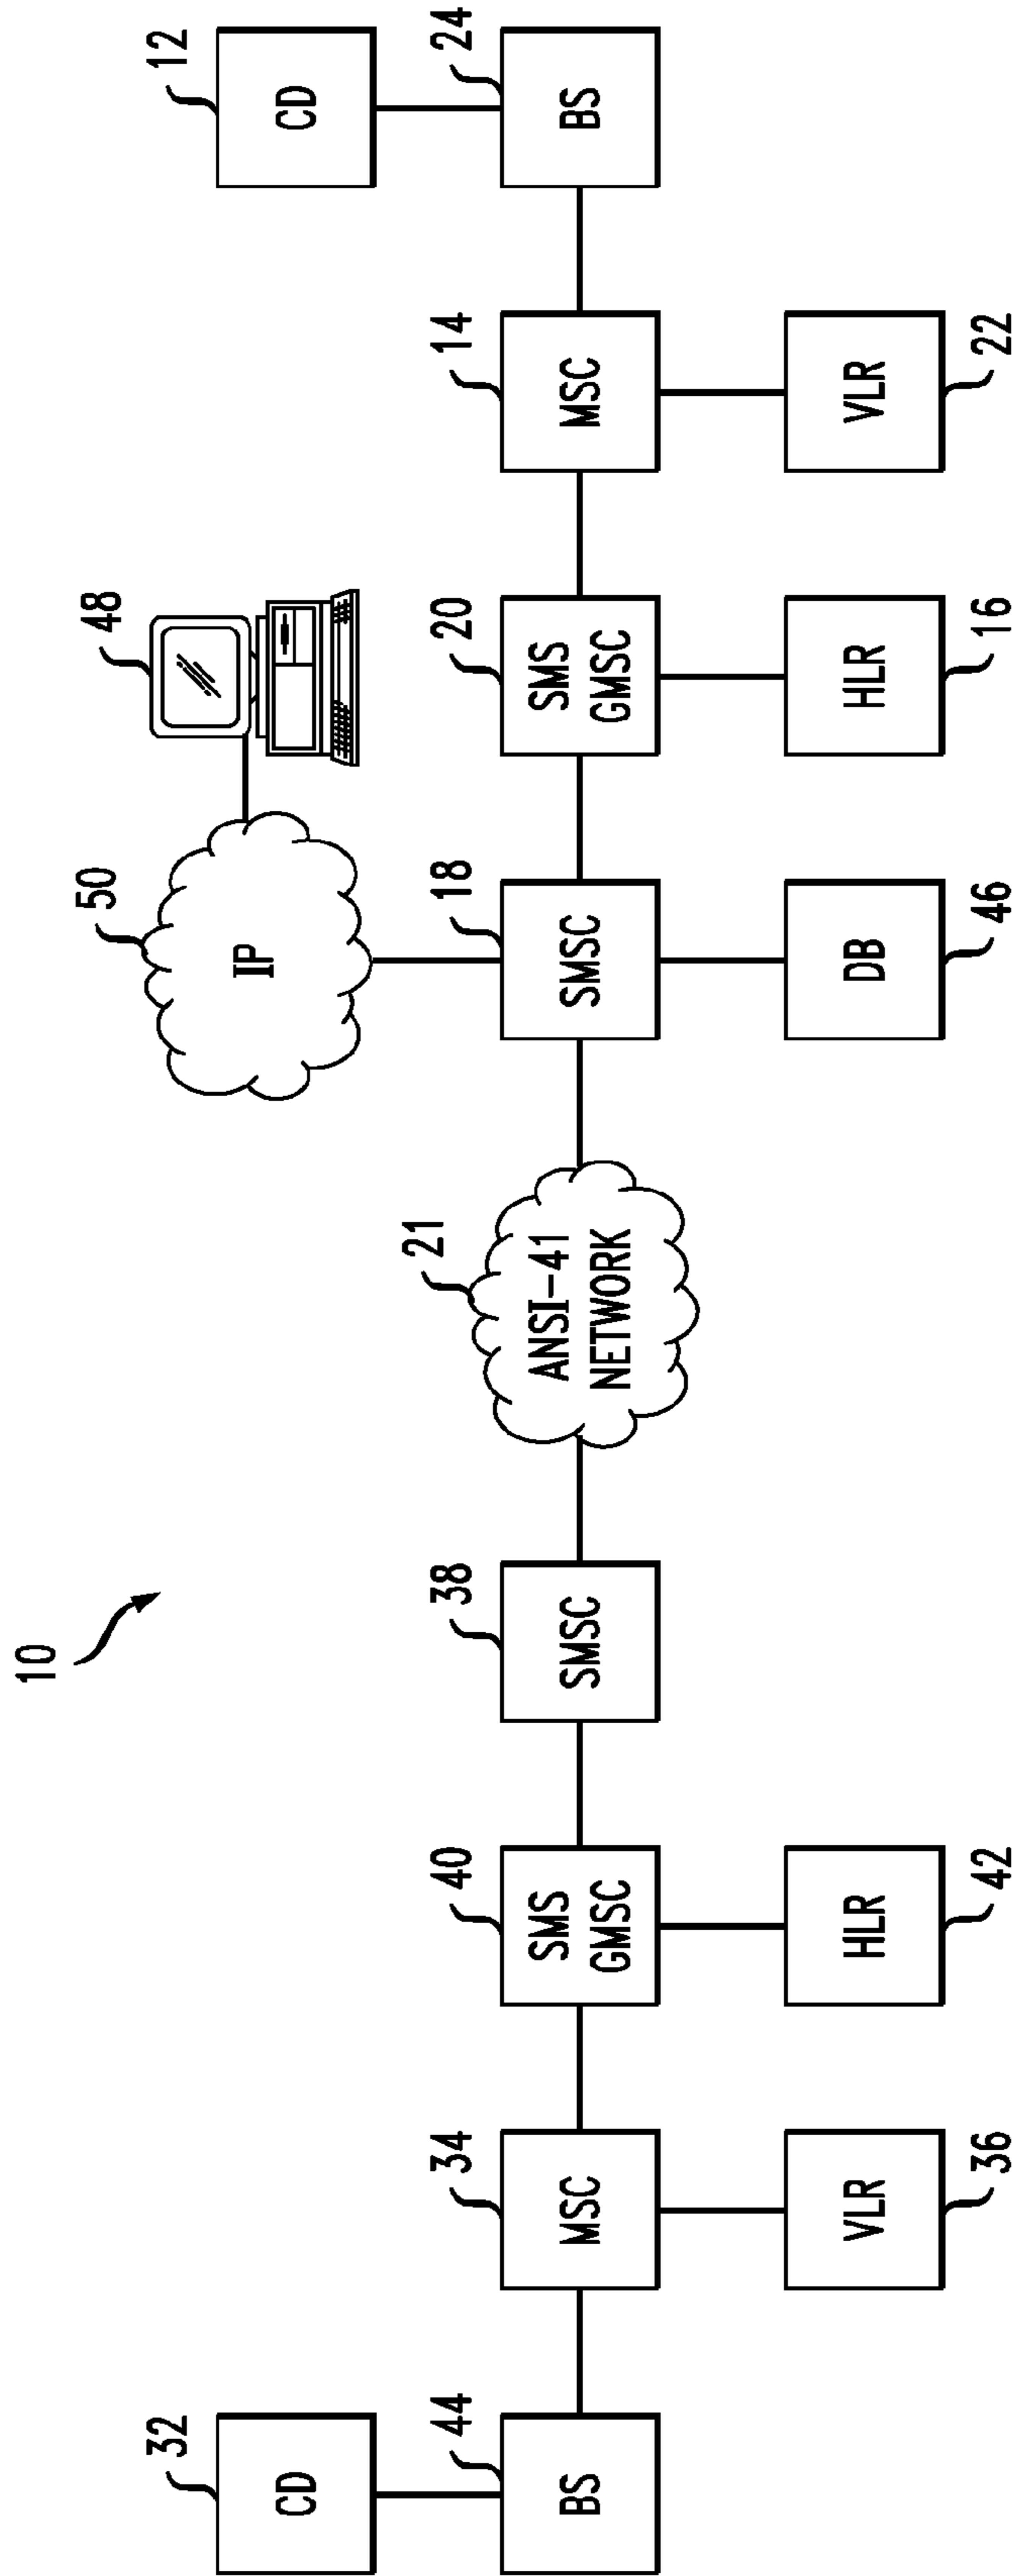 10
50
48
32
12
IP
CD
CD
21
44
34
40
38
18
20
14
24
BS
MSC
SMS
GMSC
SMSC
ANSI-41
NETWORK
SMSC
SMS
GMSC
MSC
BS
VLR
HLR
DB
HLR
VLR
36
42
46
16
22